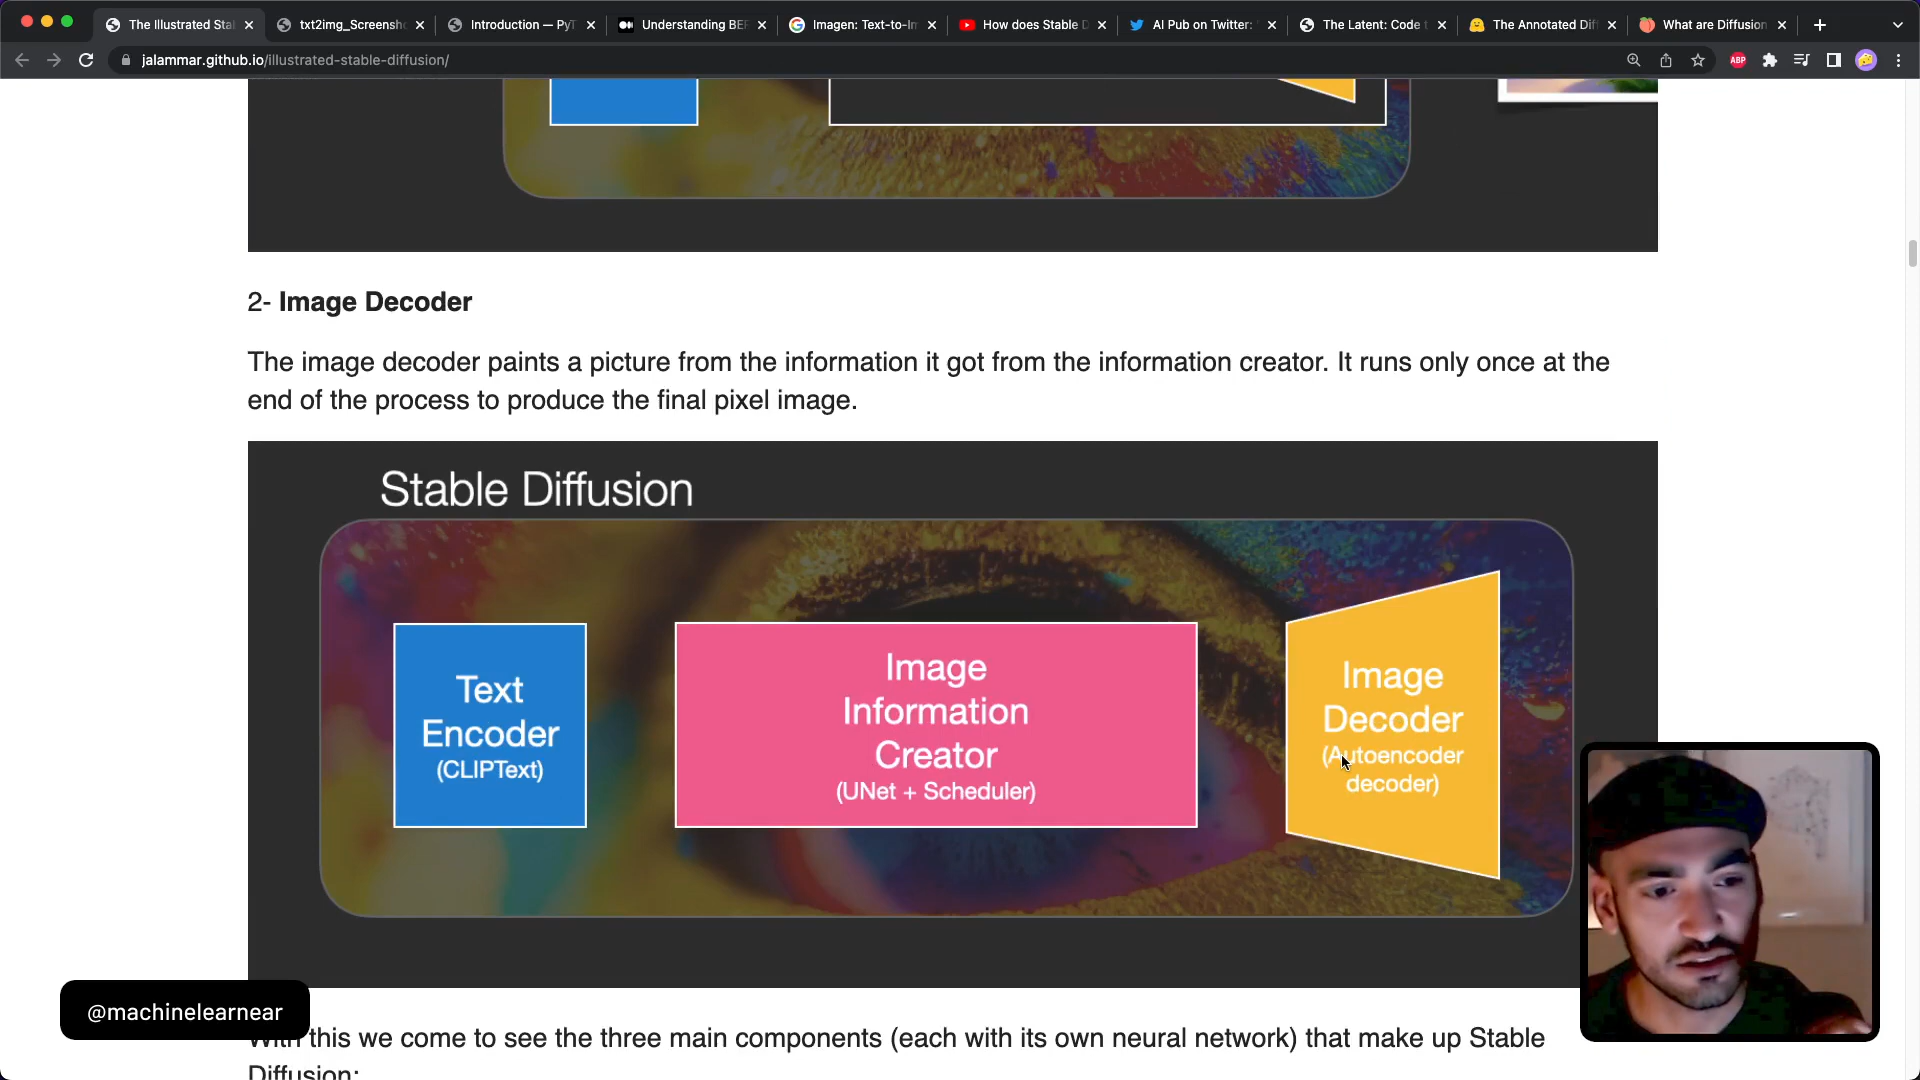 The Illustrated Sta
txt2img_Screensh
Introduction — PyT
Understanding BE
Imagen: Text-to-Im
How does Stable D
AI Pub on Twitter:
The Latent: Code t
The Annotated Dif
What are Diffusion
jalammar.github.io/illustrated-stable-diffusion/
ABP
2- Image Decoder
The image decoder paints a picture from the information it got from the information creator. It runs only once at the
end of the process to produce the final pixel image.
Stable Diffusion
Text
Encoder
(CLIPText)
Image
Information
Creator
(UNet + Scheduler)
Image
Decoder
(Autoencoder
decoder)
@machinelearnear
With this we come to see the three main components (each with its own neural network) that make up Stable
Diffusion: